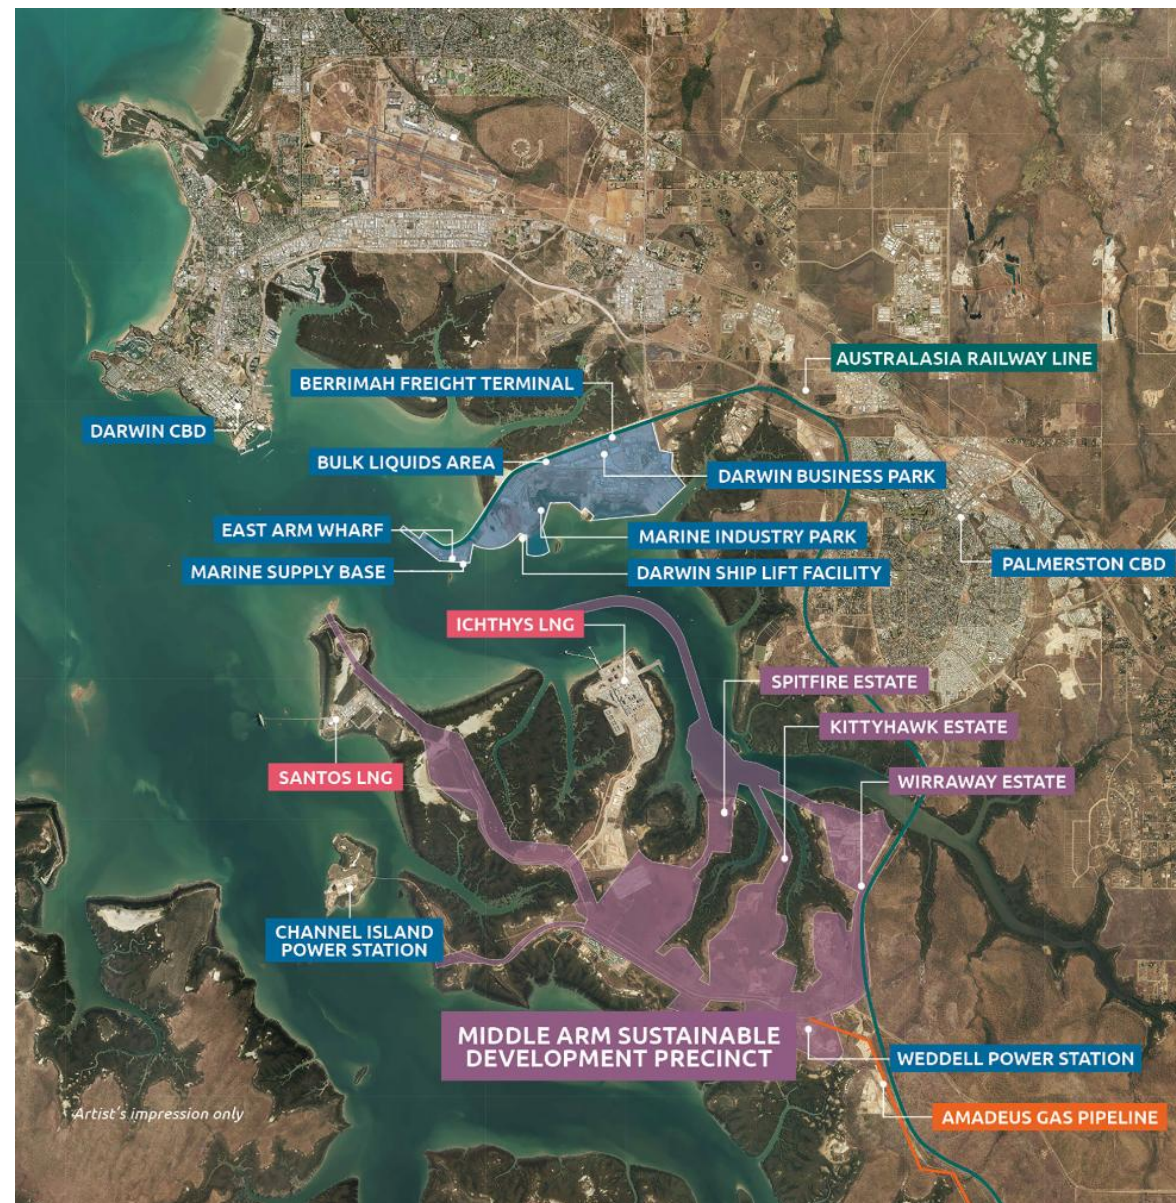 AUSTRALASIA RAILWAY LINE
BERRIMAH FREIGHT TERMINAL
DARWIN CBD
BULK LIQUIDS AREA
DARWIN BUSINESS PARK
EAST ARM WHARF
MARINE INDUSTRY PARK
MARINE SUPPLY BASE
DARWIN SHIP LIFT FACILITY
PALMERSTON CBD
ICHTHYS LNG
SPITFIRE ESTATE
KITTYHAWK ESTATE
SANTOS LNG
WIRRAWAY ESTATE
CHANNEL ISLAND
POWER STATION
MIDDLE ARM SUSTAINABLE
DEVELOPMENT PRECINCT
WEDDELL POWER STATION
Artist's impression only
AMADEUS GAS PIPELINE